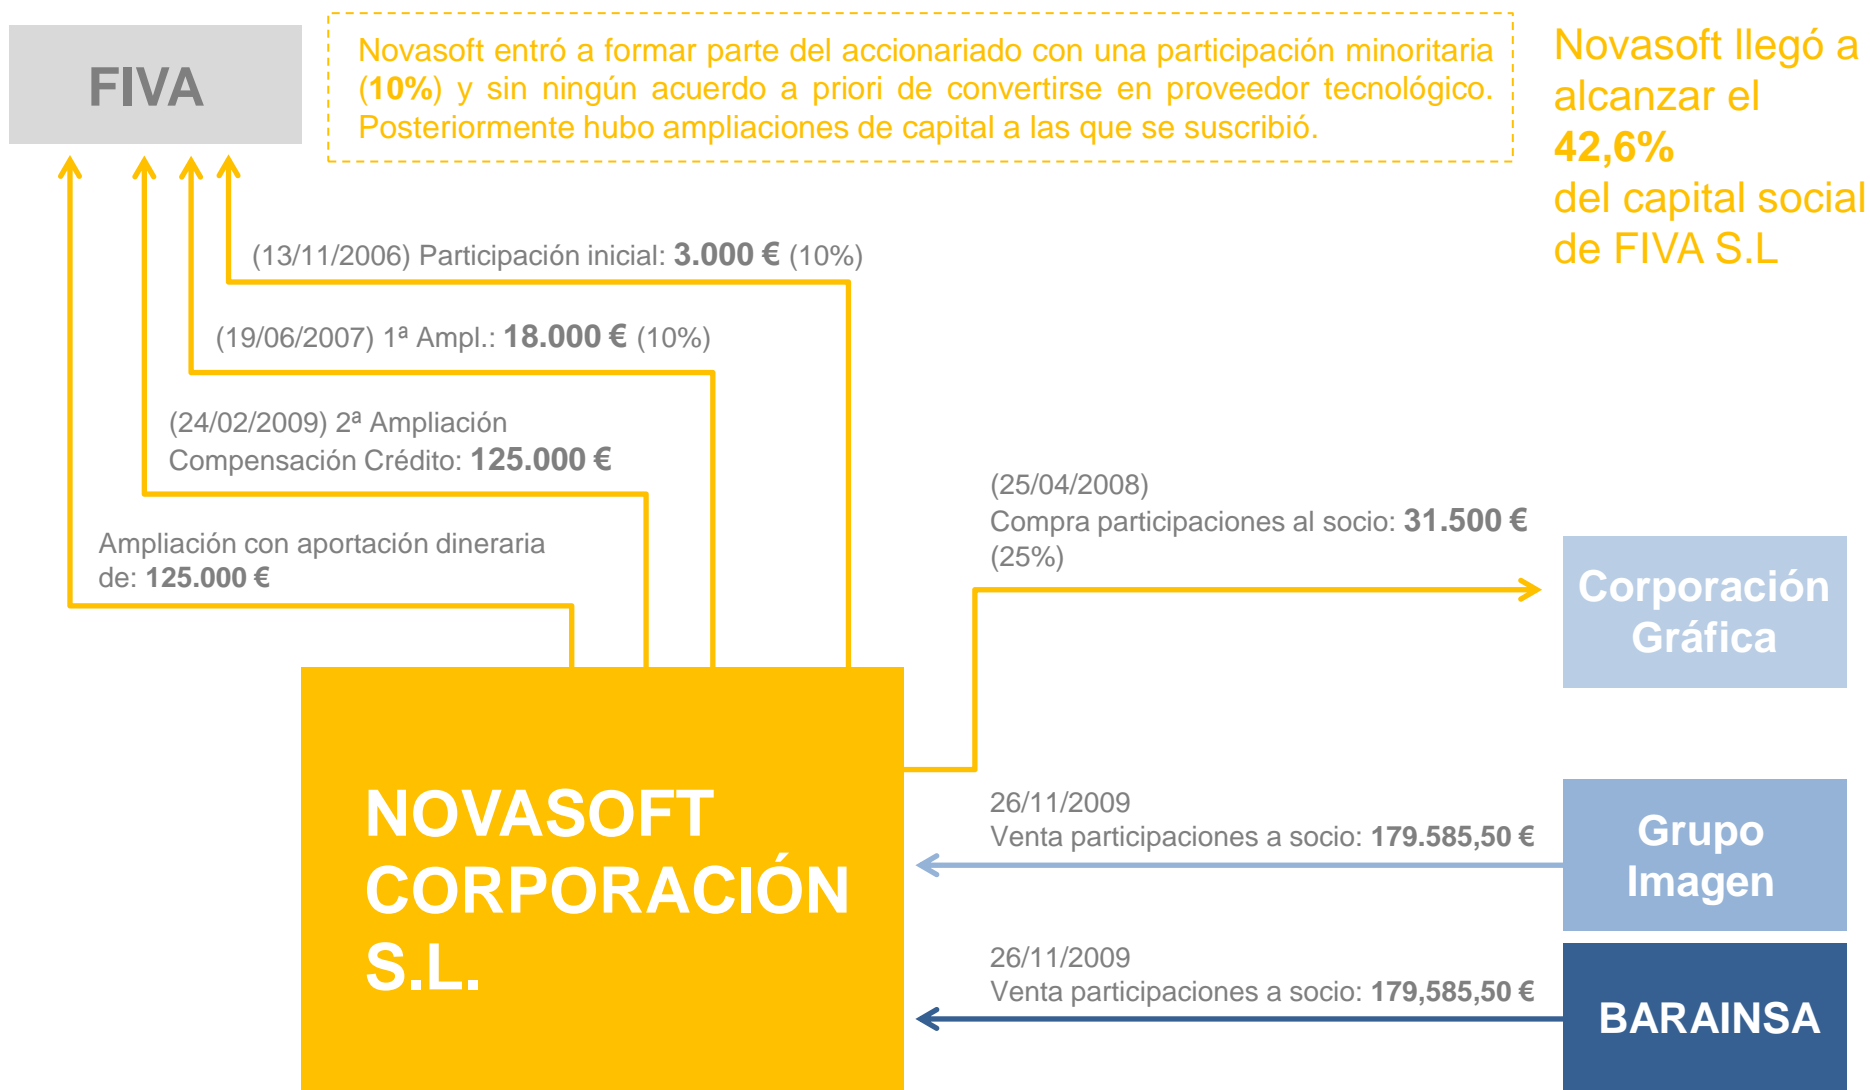 FIVA
Novasoft entró a formar parte del accionariado con una participación minoritaria
(10%) y sin ningún acuerdo a priori de convertirse en proveedor tecnológico.
Posteriormente hubo ampliaciones de capital a las que se suscribió.
Novasoft llegó a
alcanzar el
42,6%
del capital social
de FIVA S.L
(13/11/2006) Participación inicial: 3.000 € (10%)
(19/06/2007) 1ª Ampl.: 18.000 € (10%)
(24/02/2009) 2ª Ampliación
Compensación Crédito: 125.000 €
Ampliación con aportación dineraria
de: 125.000 €
(25/04/2008)
Compra participaciones al socio: 31.500 €
(25%)
Corporación
Gráfica
NOVASOFT
CORPORACIÓN
S.L.
26/11/2009
Venta participaciones a socio: 179.585,50 €
Grupo
Imagen
26/11/2009
Venta participaciones a socio: 179,585,50 €
BARAINSA